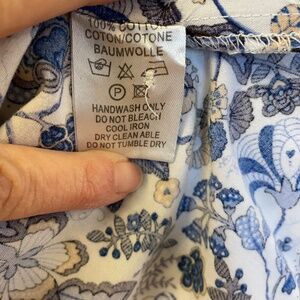 100% COTTON
COTON/COTONE
BAUMWOLLE
P
HANDWASH ONLY
DO NOT BLEACH
COOL IRON
DRY CLEAN ABLE
DO NOT TUMBLE DRY